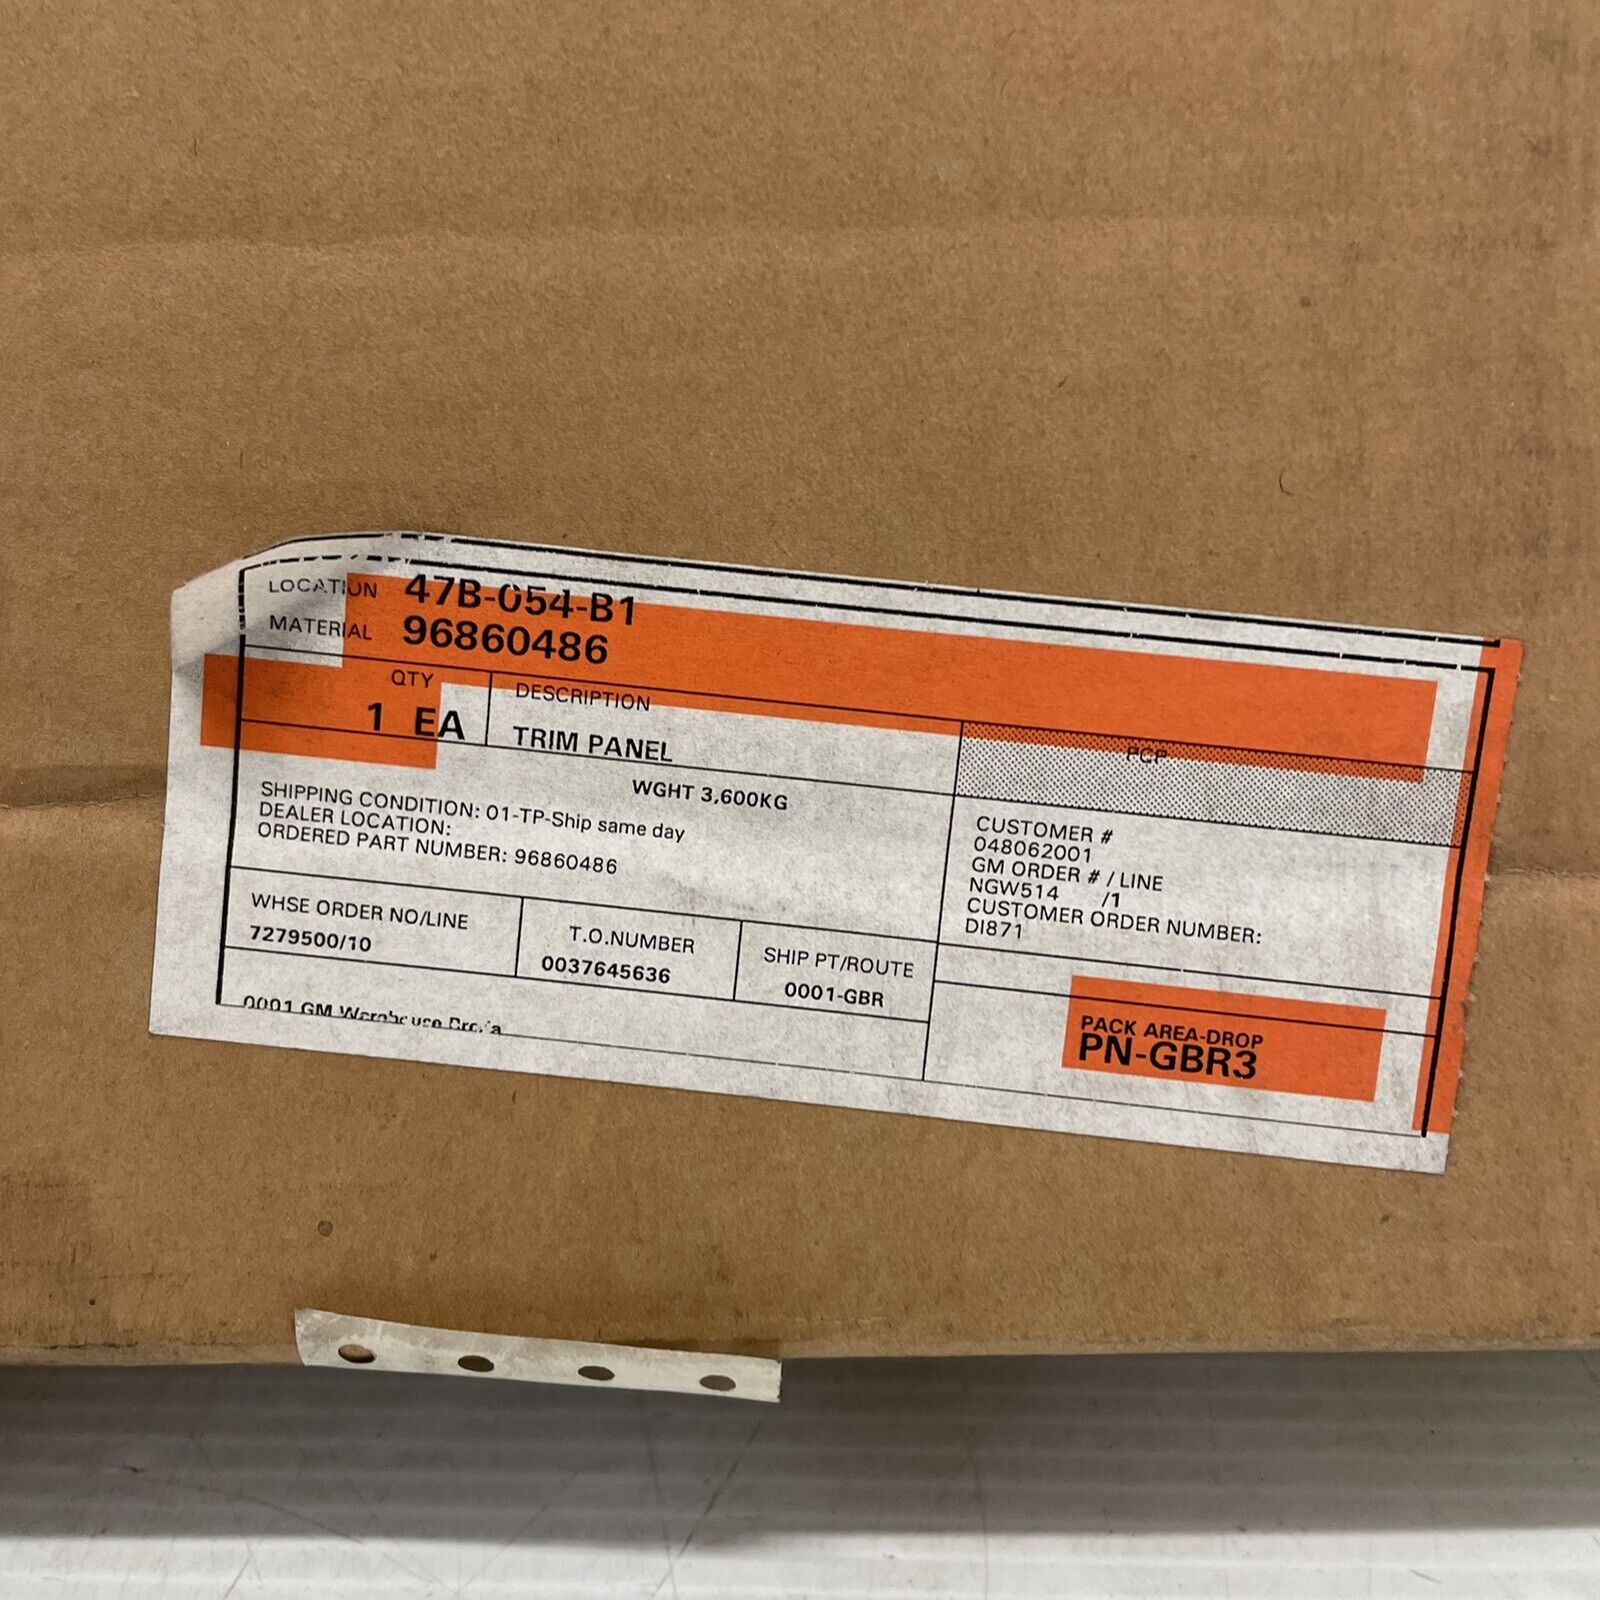 LOCATION 47B-054-B1
MATERIAL 96860486
QTY
1 EA
DESCRIPTION
TRIM PANEL
WGHT 3,600KG
PCP
SHIPPING CONDITION: 01-TP-Ship same day
DEALER LOCATION:
ORDERED PART NUMBER: 96860486
CUSTOMER #
048062001
GM ORDER # / LINE
NGW514 /1
CUSTOMER ORDER NUMBER:
DI871
WHSE ORDER NO/LINE
7279500/10
T.O.NUMBER
0037645636
SHIP PT/ROUTE
0001-GBR
0001 GM Warehouse
PACK AREA-DROP
PN-GBR3